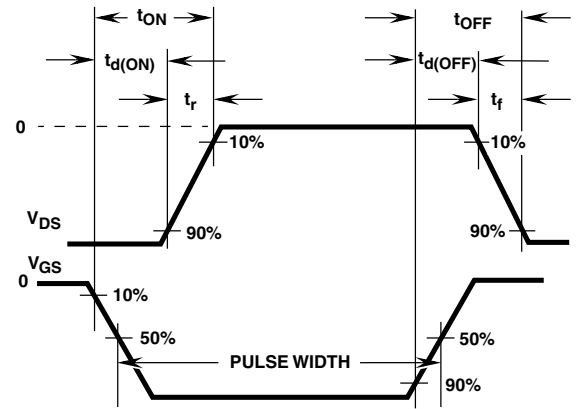 tON
tOFF
td(ON)
td(OFF)
tr
tf
0
10%
10%
VDS
90%
90%
VGS
0
10%
50%
50%
PULSE WIDTH
90%